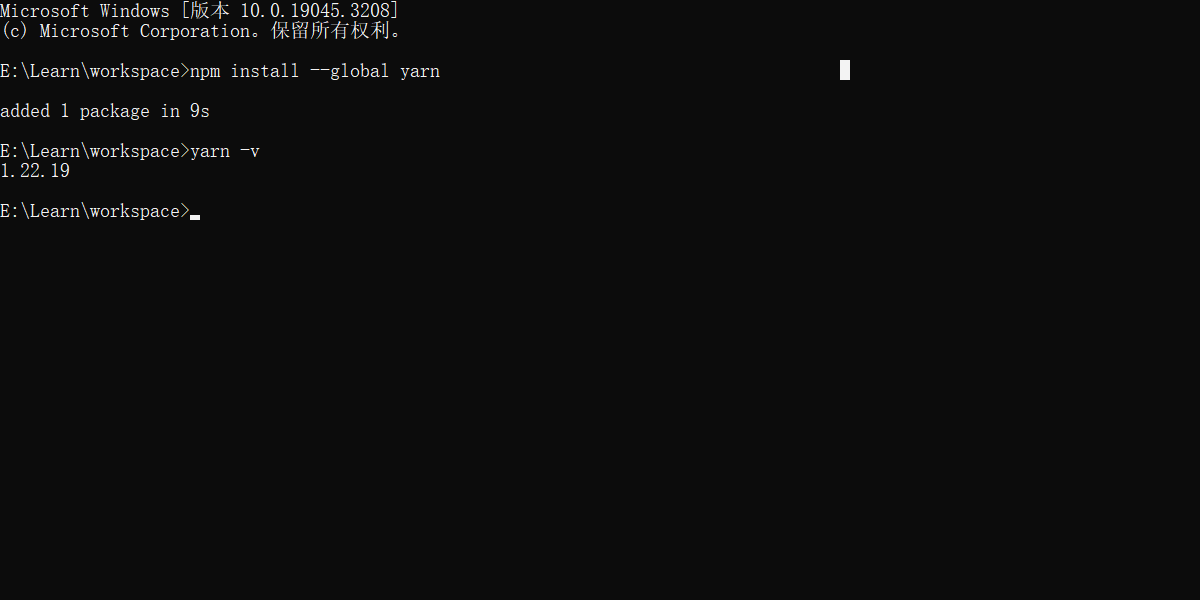 Microsoft Windows [版本 10.0.19045.3208]
(c) Microsoft Corporation。保留所有权利。
E:\Learn\workspace>npm install --global yarn
added 1 package in 9s
E:\Learn\workspace>yarn -v
1.22.19
E:\Learn\workspace>